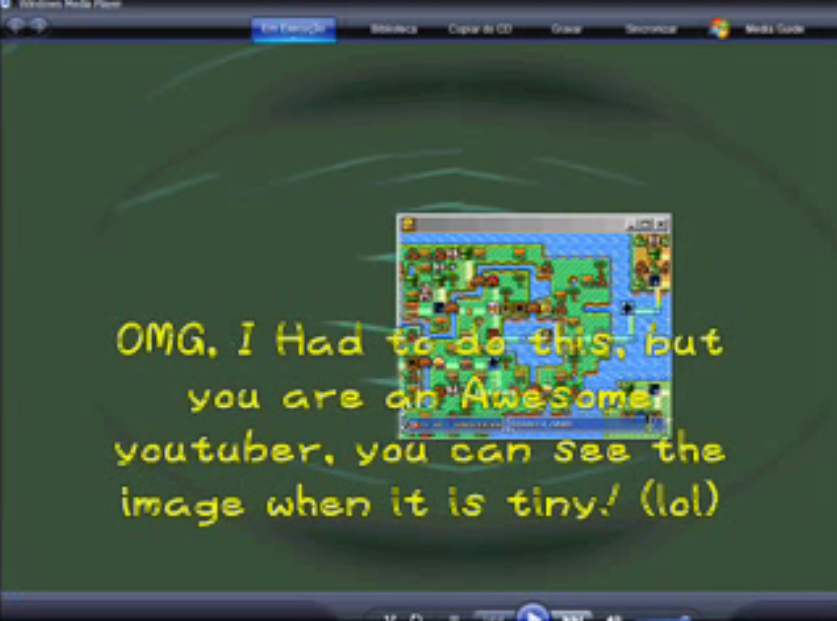 Windows Media Player
Em Execução Biblioteca Copiar do CD Gravar Sincronizar Media Guide
OMG, I Had to do this, but
you are an Awesome
youtuber, you can see the
image when it is tiny! (lol)